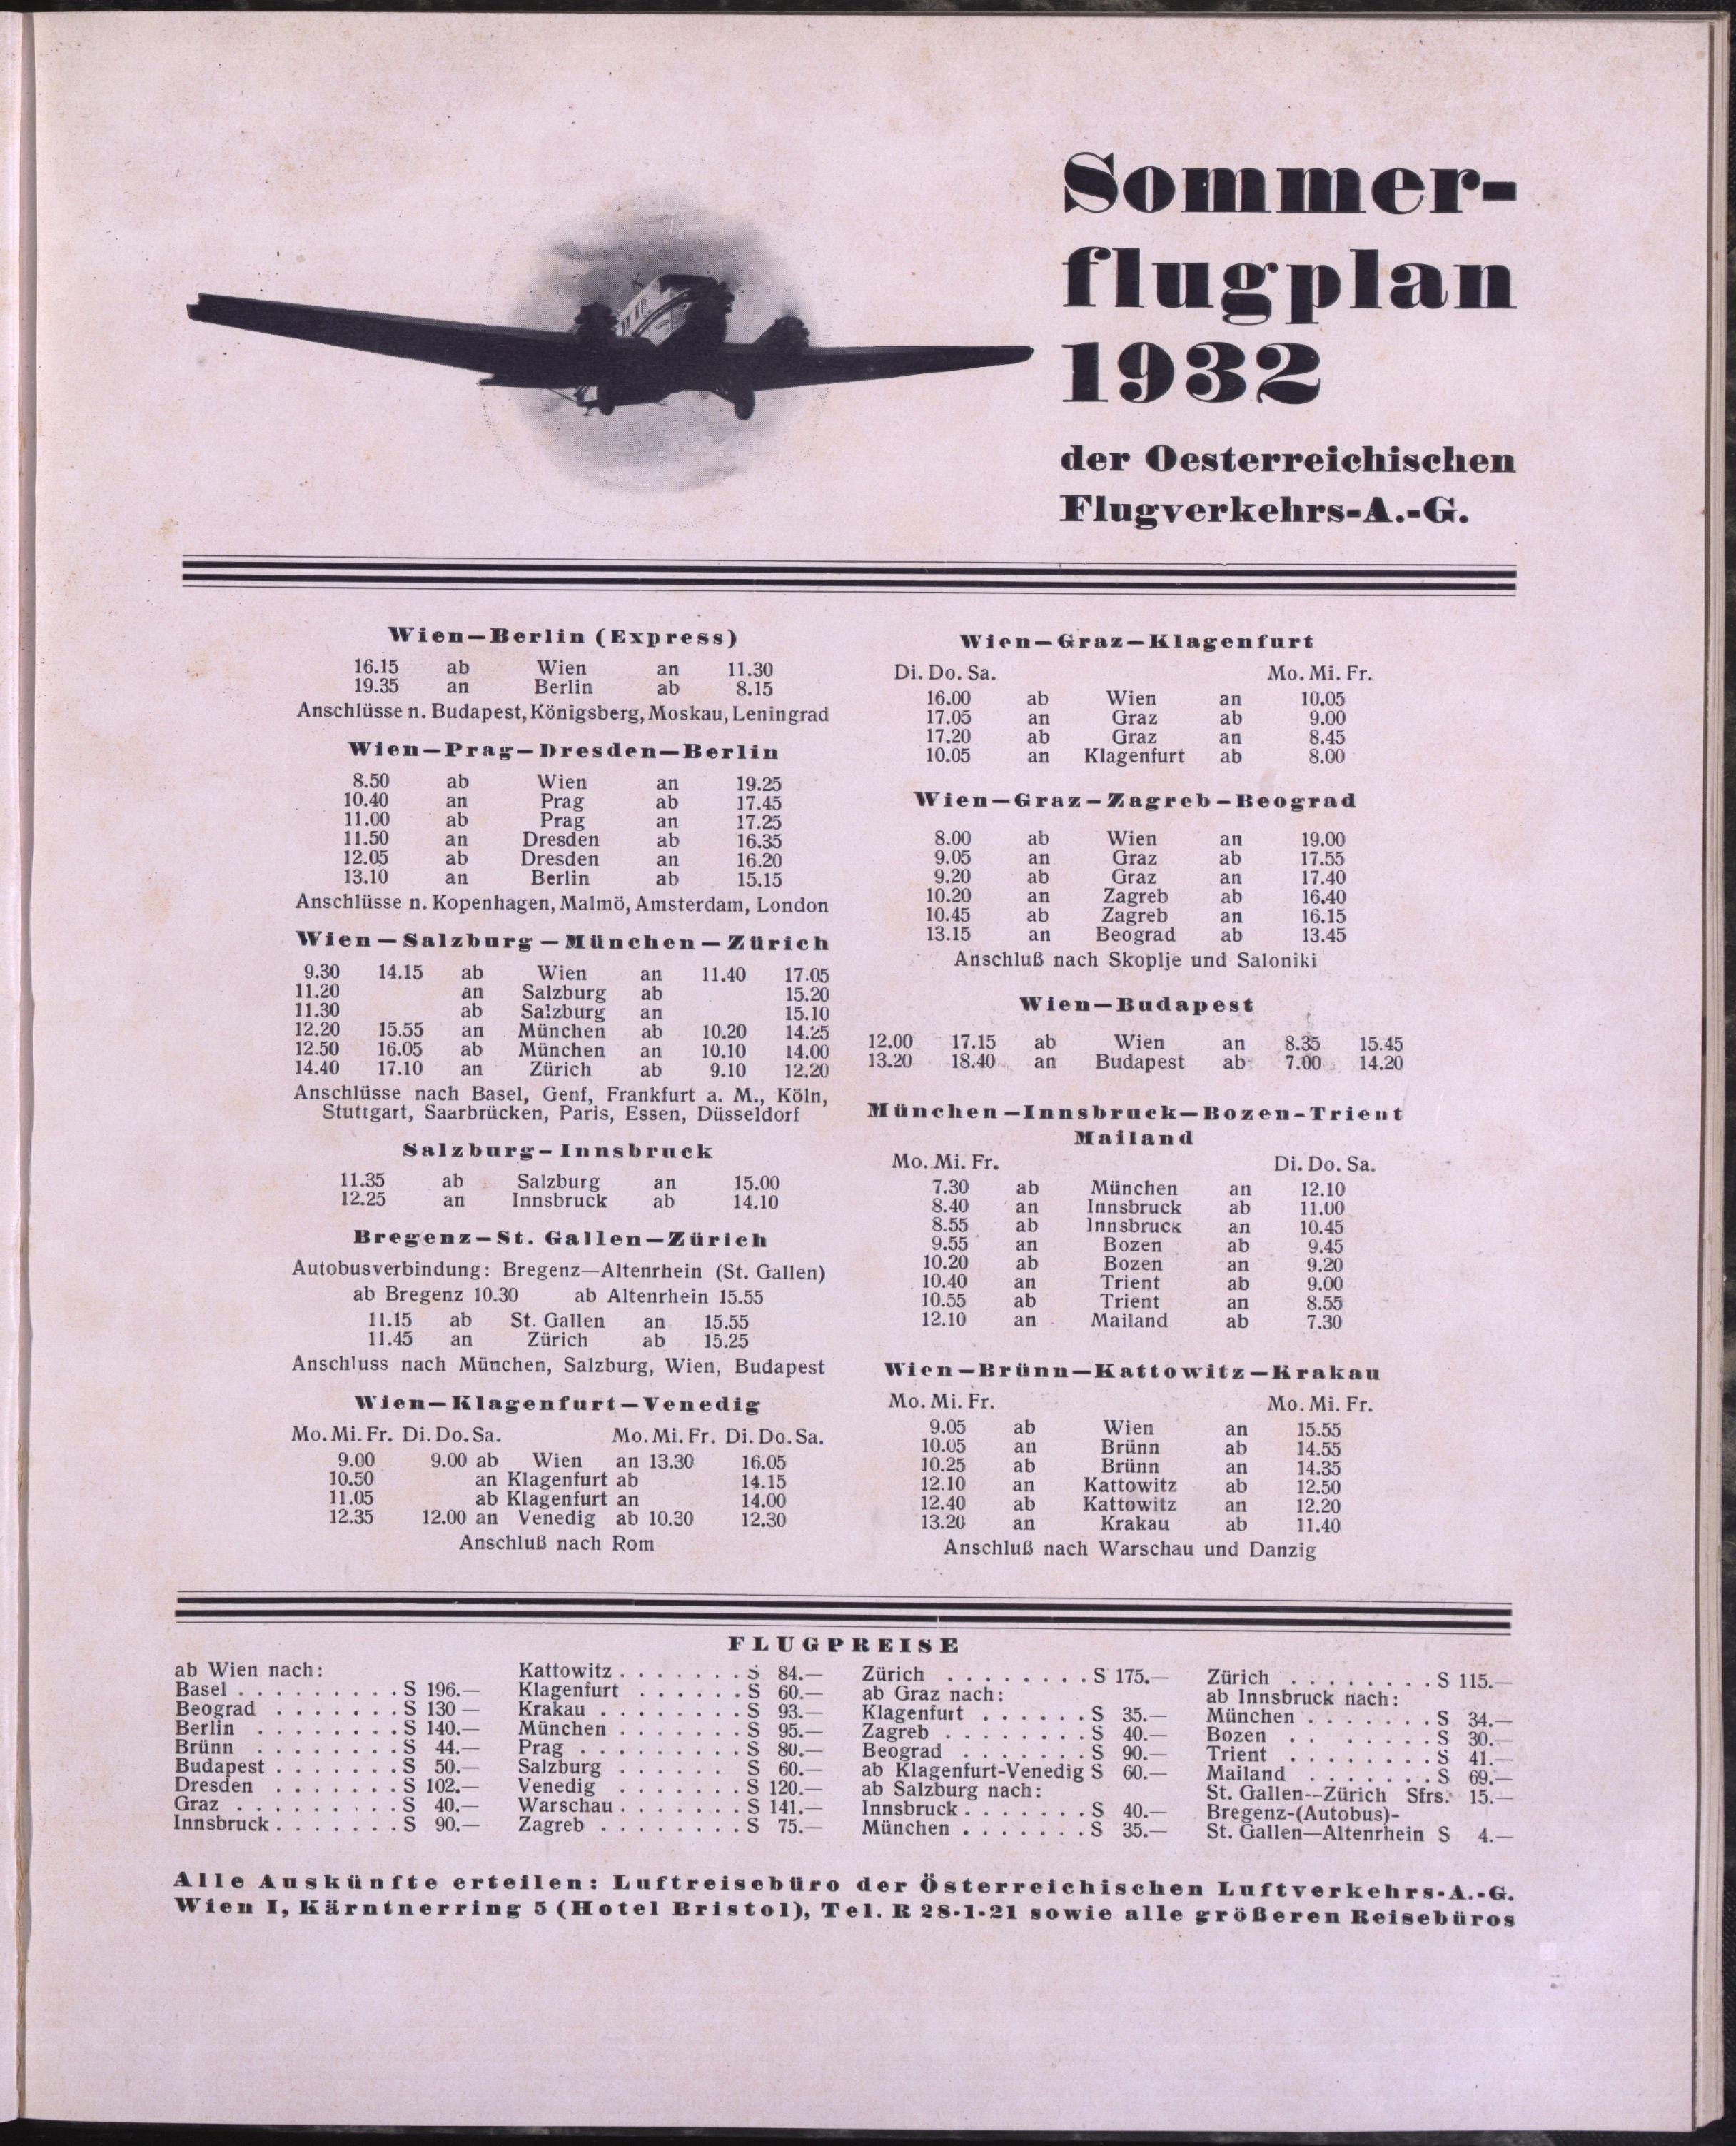 Sommer-
flugplan
1932
der Oesterreichischen
Flugverkehrs-A.-G.
Wien—Berlin (Express)
16.15 ab Wien an 11.30
19.35 an Berlin ab 8.15
Anschlüsse n. Budapest, Königsberg, Moskau, Leningrad
Wien—Prag—Dresden—Berlin
8.50 ab Wien an 19.25
10.40 an Prag ab 17.45
11.00 ab Prag an 17.25
11.50 an Dresden ab 16.35
12.05 ab Dresden an 16.20
13.10 an Berlin ab 15.15
Anschlüsse n. Kopenhagen, Malmö, Amsterdam, London
Wien—Salzburg—München—Zürich
9.30 14.15 ab Wien an 11.40 17.05
11.20 an Salzburg ab 15.20
11.30 ab Salzburg an 15.10
12.20 15.55 an München ab 10.20 14.25
12.50 16.05 ab München an 10.10 14.00
14.40 17.10 an Zürich ab 9.10 12.20
Anschlüsse nach Basel, Genf, Frankfurt a. M., Köln,
Stuttgart, Saarbrücken, Paris, Essen, Düsseldorf
Salzburg—Innsbruck
11.35 ab Salzburg an 15.00
12.25 an Innsbruck ab 14.10
Bregenz—St. Gallen—Zürich
Autobusverbindung: Bregenz—Altenrhein (St. Gallen)
ab Bregenz 10.30 ab Altenrhein 15.55
11.15 ab St. Gallen an 15.55
11.45 an Zürich ab 15.25
Anschluss nach München, Salzburg, Wien, Budapest
Wien—Klagenfurt—Venedig
Mo. Mi. Fr. Di. Do. Sa. Mo. Mi. Fr. Di. Do. Sa.
9.00 9.00 ab Wien an 13.30 16.05
10.50 an Klagenfurt ab 14.15
11.05 ab Klagenfurt an 14.00
12.35 12.00 an Venedig ab 10.30 12.30
Anschluß nach Rom
Wien—Graz—Klagenfurt
Di. Do. Sa. Mo. Mi. Fr.
16.00 ab Wien an 10.05
17.05 an Graz ab 9.00
17.20 ab Graz an 8.45
10.05 an Klagenfurt ab 8.00
Wien—Graz—Zagreb—Beograd
8.00 ab Wien an 19.00
9.05 an Graz ab 17.55
9.20 ab Graz an 17.40
10.20 an Zagreb ab 16.40
10.45 ab Zagreb an 16.15
13.15 an Beograd ab 13.45
Anschluß nach Skoplje und Saloniki
Wien—Budapest
12.00 17.15 ab Wien an 8.35 15.45
13.20 18.40 an Budapest ab 7.00 14.20
München—Innsbruck—Bozen-Trient
Mailand
Mo. Mi. Fr. Di. Do. Sa.
7.30 ab München an 12.10
8.40 an Innsbruck ab 11.00
8.55 ab Innsbruck an 10.45
9.55 an Bozen ab 9.45
10.20 ab Bozen an 9.20
10.40 an Trient ab 9.00
10.55 ab Trient an 8.55
12.10 an Mailand ab 7.30
Wien—Brünn—Kattowitz—Krakau
Mo. Mi. Fr. Mo. Mi. Fr.
9.05 ab Wien an 15.55
10.05 an Brünn ab 14.55
10.25 ab Brünn an 14.35
12.10 an Kattowitz ab 12.50
12.40 ab Kattowitz an 12.20
13.20 an Krakau ab 11.40
Anschluß nach Warschau und Danzig
FLUGPREISE
ab Wien nach:
Basel . . . . . . . . . S 196.—
Beograd . . . . . . . S 130 —
Berlin . . . . . . . . S 140.—
Brünn . . . . . . . . S 44.—
Budapest . . . . . . . S 50.—
Dresden . . . . . . . S 102.—
Graz . . . . . . . . . S 40.—
Innsbruck . . . . . . . S 90.—
Kattowitz . . . . . . . S 84.—
Klagenfurt . . . . . . S 60.—
Krakau . . . . . . . . S 93.—
München . . . . . . . S 95.—
Prag . . . . . . . . . S 80.—
Salzburg . . . . . . S 60.—
Venedig . . . . . . . S 120.—
Warschau . . . . . . . S 141.—
Zagreb . . . . . . . . S 75.—
Zürich . . . . . . . . S 175.—
ab Graz nach:
Klagenfurt . . . . . . S 35.—
Zagreb . . . . . . . . S 40.—
Beograd . . . . . . . S 90.—
ab Klagenfurt-Venedig S 60.—
ab Salzburg nach:
Innsbruck . . . . . . . S 40.—
München . . . . . . . S 35.—
Zürich . . . . . . . . S 115.—
ab Innsbruck nach:
München . . . . . . . S 34.—
Bozen . . . . . . . S 30.—
Trient . . . . . . . . S 41.—
Mailand . . . . . . . S 69.—
St. Gallen--Zürich Sfrs. 15.—
Bregenz-(Autobus)-
St. Gallen—Altenrhein S 4.—
Alle Auskünfte erteilen: Luftreisebüro der Österreichischen Luftverkehrs-A.-G.
Wien I, Kärntnerring 5 (Hotel Bristol), Tel. R 28-1-21 sowie alle größeren Reisebüros